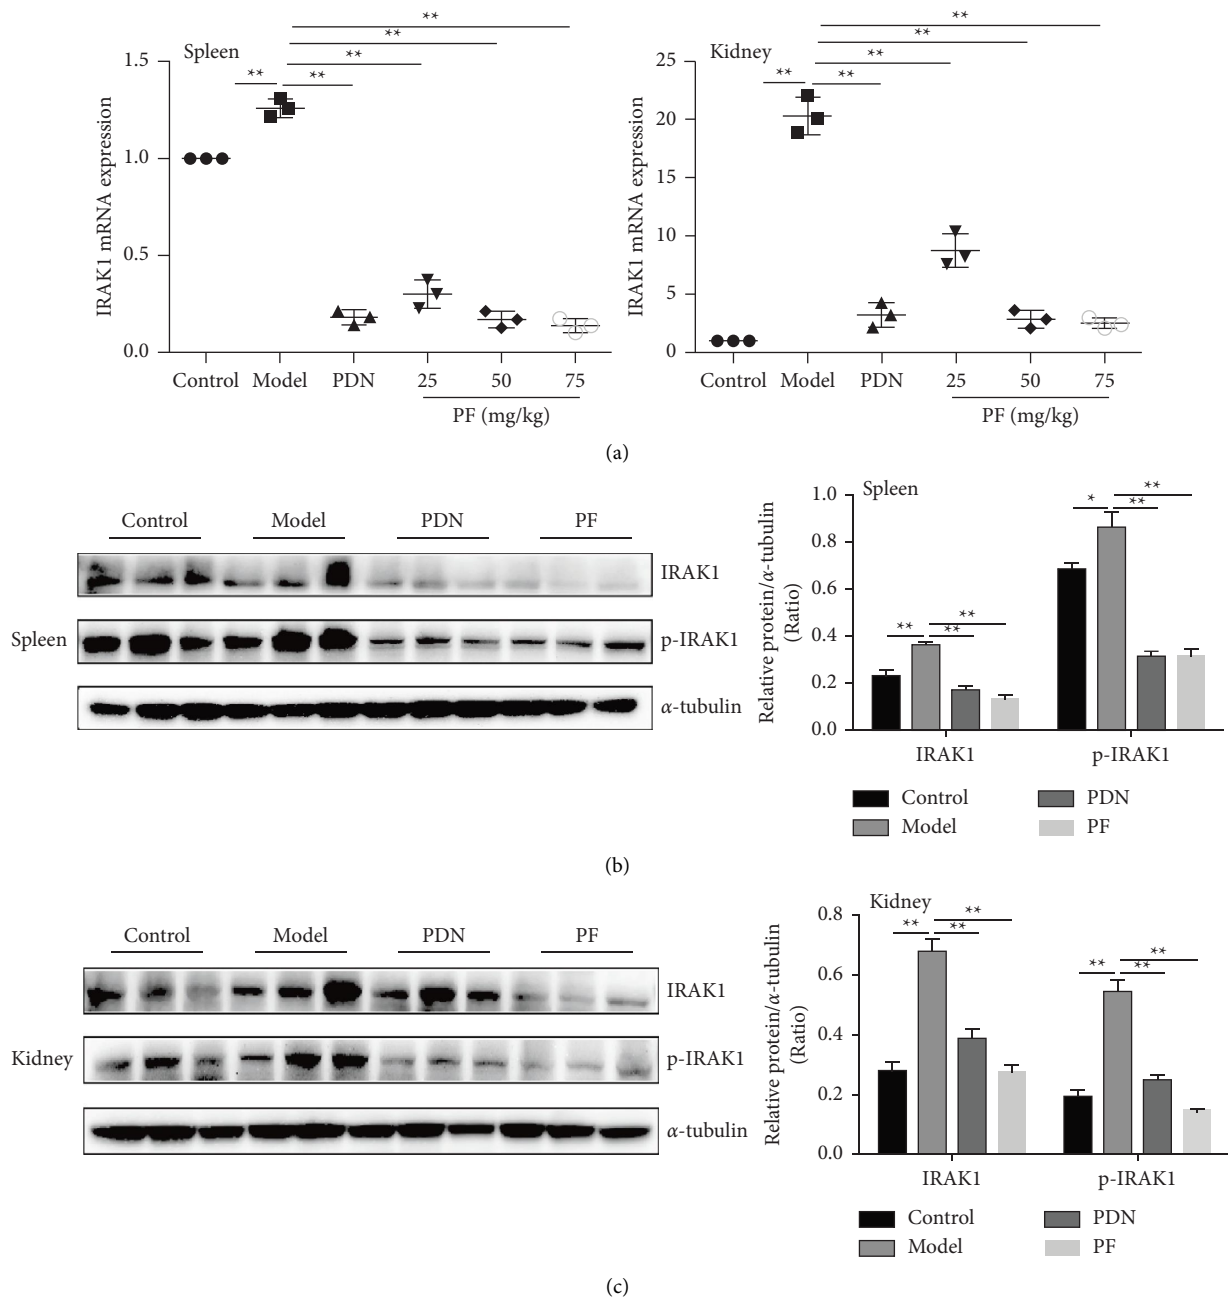 Spleen
IRAK1 mRNA expression
1.5
1.0
0.5
0.0
** ** ** ** **
Control Model PDN 25 50 75
PF (mg/kg)
Kidney
IRAK1 mRNA expression
25
20
15
10
5
0
** ** ** ** **
Control Model PDN 25 50 75
PF (mg/kg)
(a)
Control Model PDN PF
IRAK1
Spleen p-IRAK1
α-tubulin
Spleen
Relative protein/α-tubulin
(Ratio)
1.0
0.8
0.6
0.4
0.2
0.0
** ** ** * ** **
IRAK1 p-IRAK1
Control PDN
Model PF
(b)
Control Model PDN PF
IRAK1
Kidney p-IRAK1
α-tubulin
Kidney
Relative protein/α-tubulin
(Ratio)
0.8
0.6
0.4
0.2
0.0
** ** ** ** ** **
IRAK1 p-IRAK1
Control PDN
Model PF
(c)